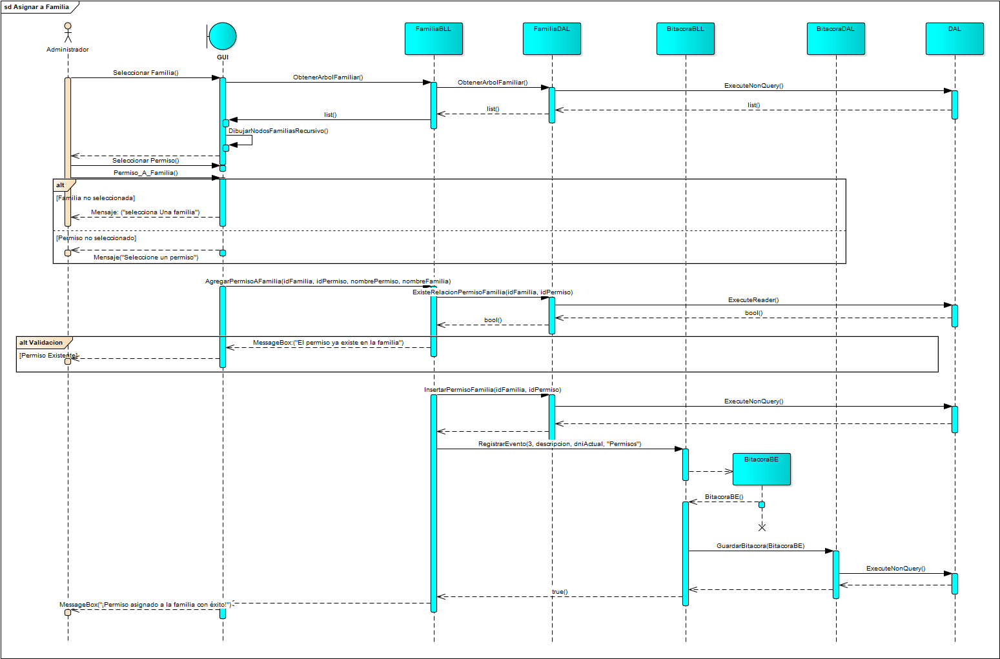 sd Asignar a Familia
Administrador
GUI
FamiliaBLL
FamiliaDAL
BitacoraBLL
BitacoraDAL
DAL
Seleccionar Familia()
ObtenerArbolFamiliar()
ObtenerArbolFamiliar()
ExecuteNonQuery()
list()
list()
list()
DibujarNodosFamiliasRecursivo()
Seleccionar Permiso()
Permiso_A_Familia()
alt
[Familia no seleccionada]
Mensaje: ("selecciona Una familia")
[Permiso no seleccionado]
Mensaje("Seleccione un permiso")
AgregarPermisoAFamilia(idFamilia, idPermiso, nombrePermiso, nombreFamilia)
ExisteRelacionPermisoFamilia(idFamilia, idPermiso)
ExecuteReader()
bool()
bool()
alt Validacion
MessageBox:("El permiso ya existe en la familia")
[Permiso Existente]
InsertarPermisoFamilia(idFamilia, idPermiso)
ExecuteNonQuery()
RegistrarEvento(3, descripcion, dniActual, "Permisos")
BitacoraBE
BitacoraBE()
GuardarBitacora(BitacoraBE)
ExecuteNonQuery()
true()
MessageBox("¡Permiso asignado a la familia con éxito!")